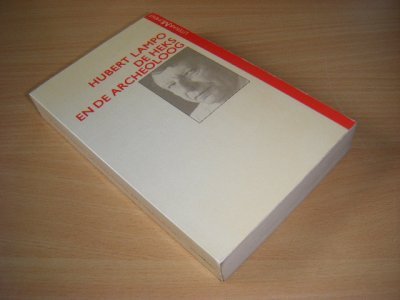 HUBERT LAMPO
DE HEKS
EN DE ARCHEOLOOG